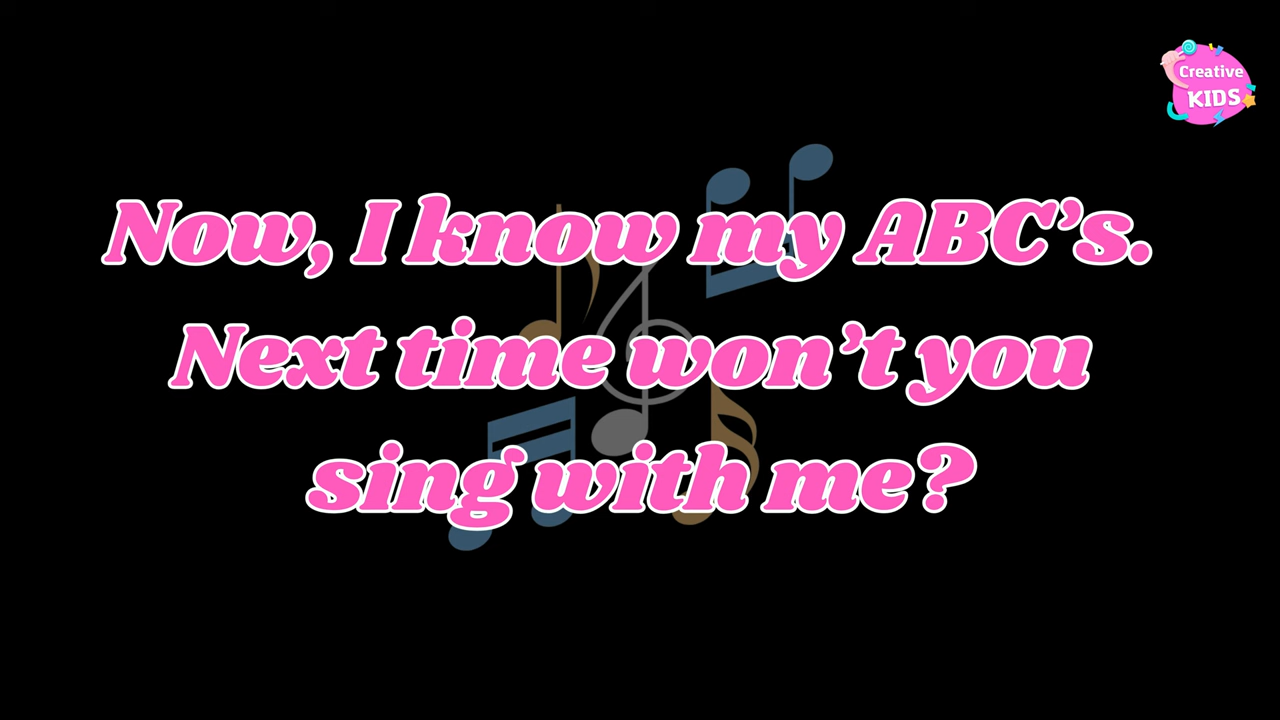 Creative
KIDS
Now, I know my ABC’s.
Next time won’t you
sing with me?